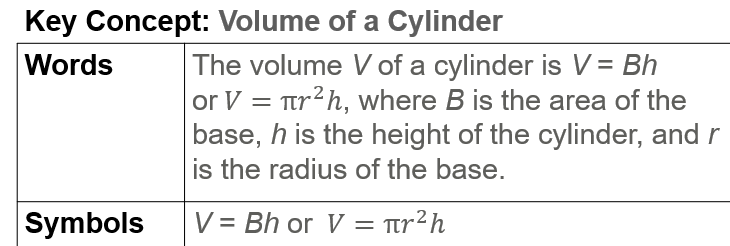 Key Concept: Volume of a Cylinder
Words
The volume V of a cylinder is V = Bh
or V = πr²h, where B is the area of the
base, h is the height of the cylinder, and r
is the radius of the base.
Symbols
V = Bh or V = πr²h